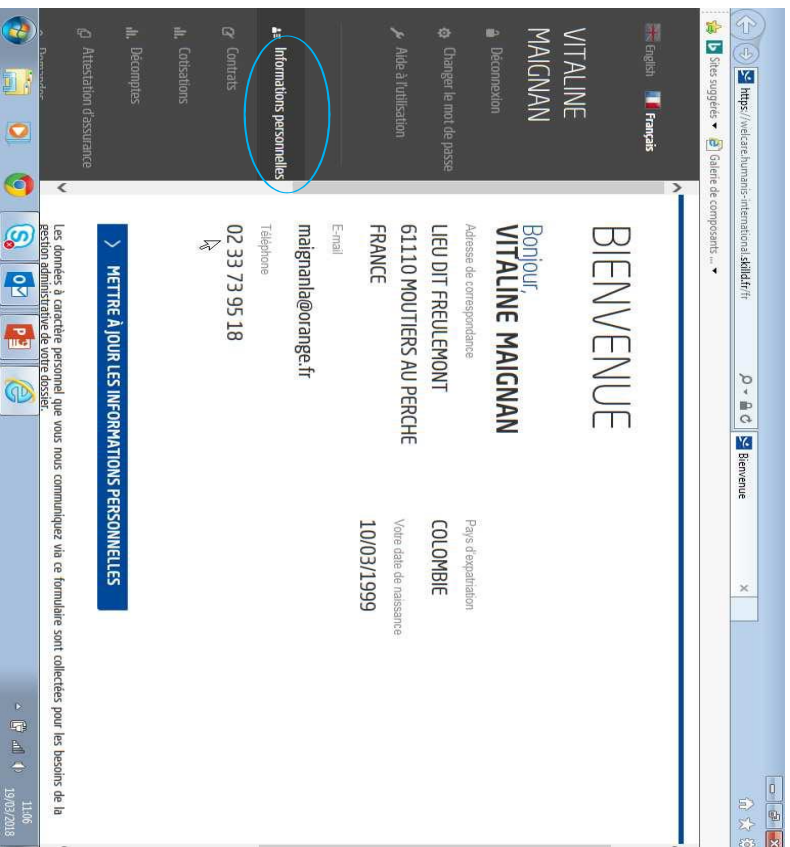 https://welcare.humanis-international.skilld.fr/fr
Bienvenue
Sites suggérés
Galerie de composants ...
English
Français
VITALINE
MAIGNAN
Déconnexion
Changer le mot de passe
Aide à l'utilisation
Informations personnelles
Contrats
Cotisations
Décomptes
Attestation d'assurance
Demandes
BIENVENUE
Bonjour,
VITALINE MAIGNAN
Adresse de correspondance
LIEU DIT FREULEMONT
61110 MOUTIERS AU PERCHE
FRANCE
Pays d'expatriation
COLOMBIE
Votre date de naissance
10/03/1999
E-mail
maignanla@orange.fr
Téléphone
02 33 73 95 18
METTRE À JOUR LES INFORMATIONS PERSONNELLES
Les données à caractère personnel que vous nous communiquez via ce formulaire sont collectées pour les besoins de la
gestion administrative de votre dossier.
11:06
19/03/2018